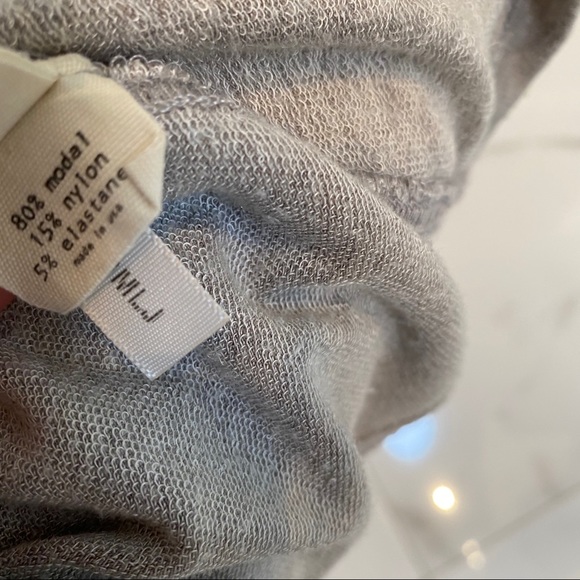 80% modal
15% nylon
5% elastane
made in usa